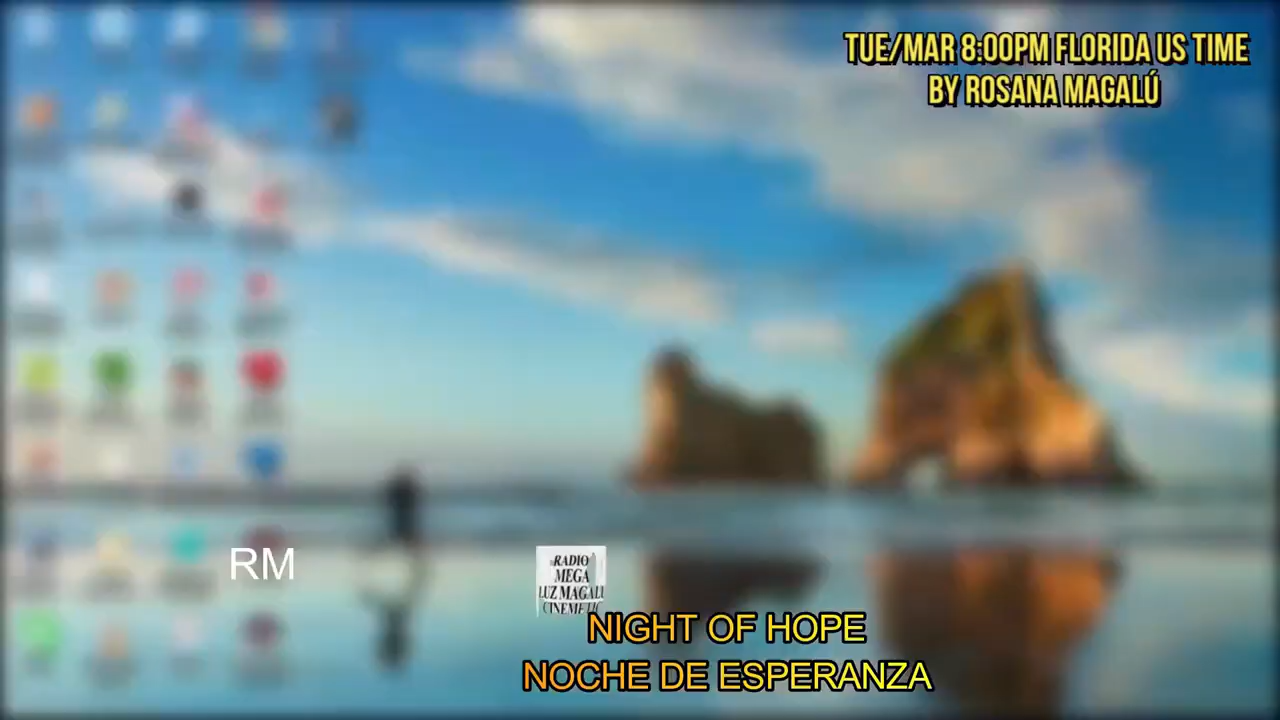 TUE/MAR 8:00PM FLORIDA US TIME
BY ROSANA MAGALÚ
RM
RADIO
MEGA
LUZ MAGALU
NIGHT OF HOPE
NOCHE DE ESPERANZA